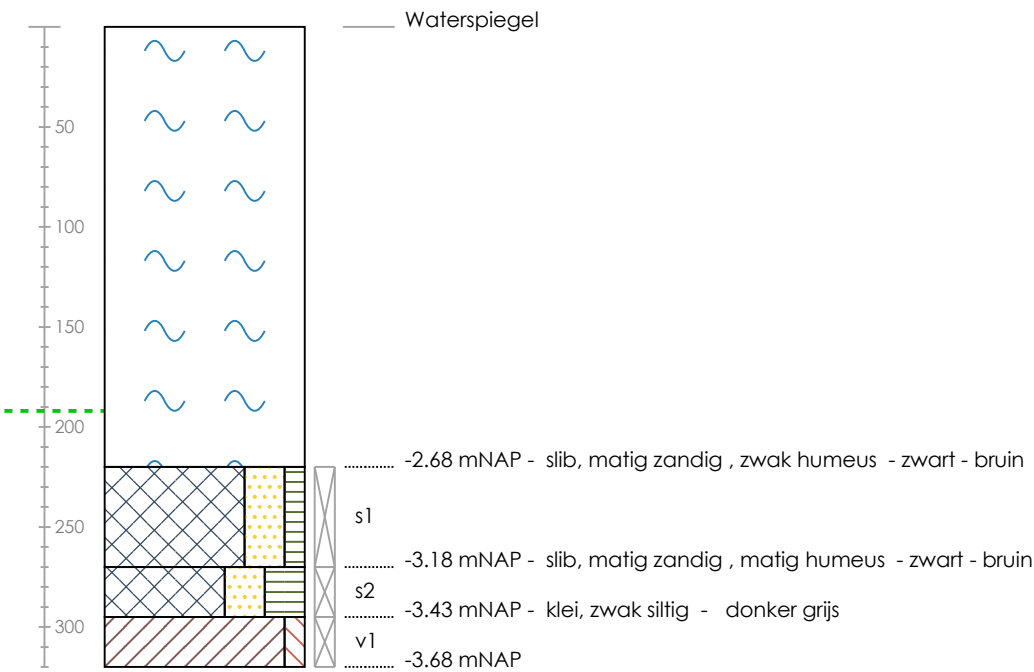 Waterspiegel
50
100
150
200
-2.68 mNAP - slib, matig zandig , zwak humeus - zwart - bruin
s1
250
-3.18 mNAP - slib, matig zandig , matig humeus - zwart - bruin
s2
-3.43 mNAP - klei, zwak siltig - donker grijs
300
v1
-3.68 mNAP